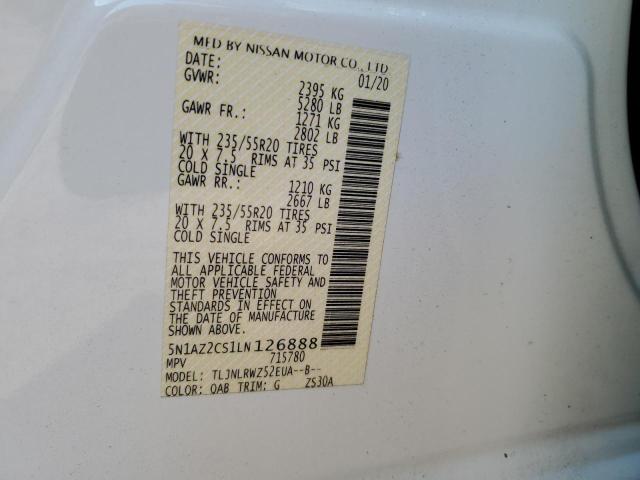 MFD BY NISSAN MOTOR CO., LTD
DATE: 01/20
GVWR: 2395 KG
5280 LB
GAWR FR.: 1271 KG
2802 LB
WITH 235/55R20 TIRES
20 X 7.5 RIMS AT 35 PSI
COLD SINGLE
GAWR RR.: 1210 KG
2667 LB
WITH 235/55R20 TIRES
20 X 7.5 RIMS AT 35 PSI
COLD SINGLE
THIS VEHICLE CONFORMS TO
ALL APPLICABLE FEDERAL
MOTOR VEHICLE SAFETY AND
THEFT PREVENTION
STANDARDS IN EFFECT ON
THE DATE OF MANUFACTURE
SHOWN ABOVE.
5N1AZ2CS1LN126888
MPV 715780
MODEL: TLJNLRWZ52EUA--B--
COLOR: QAB TRIM: G ZS30A